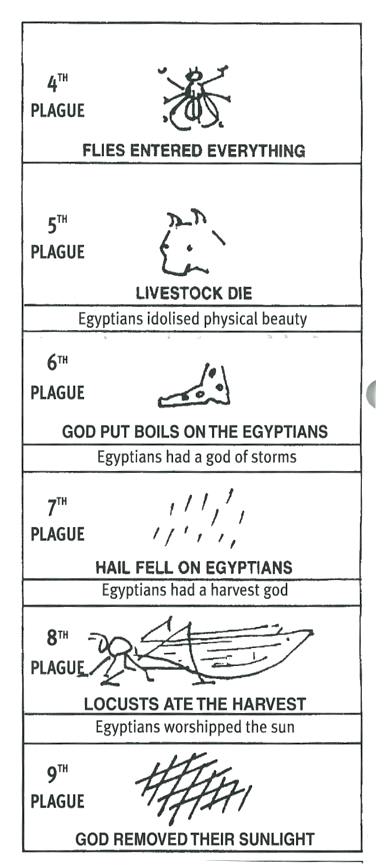 4TH
PLAGUE
FLIES ENTERED EVERYTHING
5TH
PLAGUE
LIVESTOCK DIE
Egyptians idolised physical beauty
6TH
PLAGUE
GOD PUT BOILS ON THE EGYPTIANS
Egyptians had a god of storms
7TH
PLAGUE
HAIL FELL ON EGYPTIANS
Egyptians had a harvest god
8TH
PLAGUE
LOCUSTS ATE THE HARVEST
Egyptians worshipped the sun
9TH
PLAGUE
GOD REMOVED THEIR SUNLIGHT